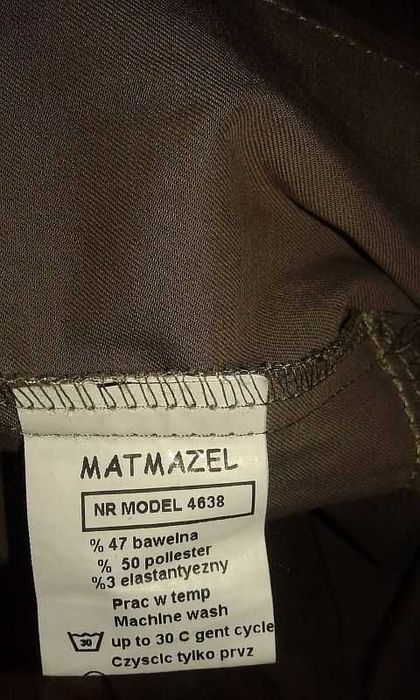 MATMAZEL
NR MODEL 4638
% 47 bawełna
% 50 poliester
%3 elastantyezny
Prac w temp
Machine wash
30 up to 30 C gent cycle
Czyscic tylko prvz